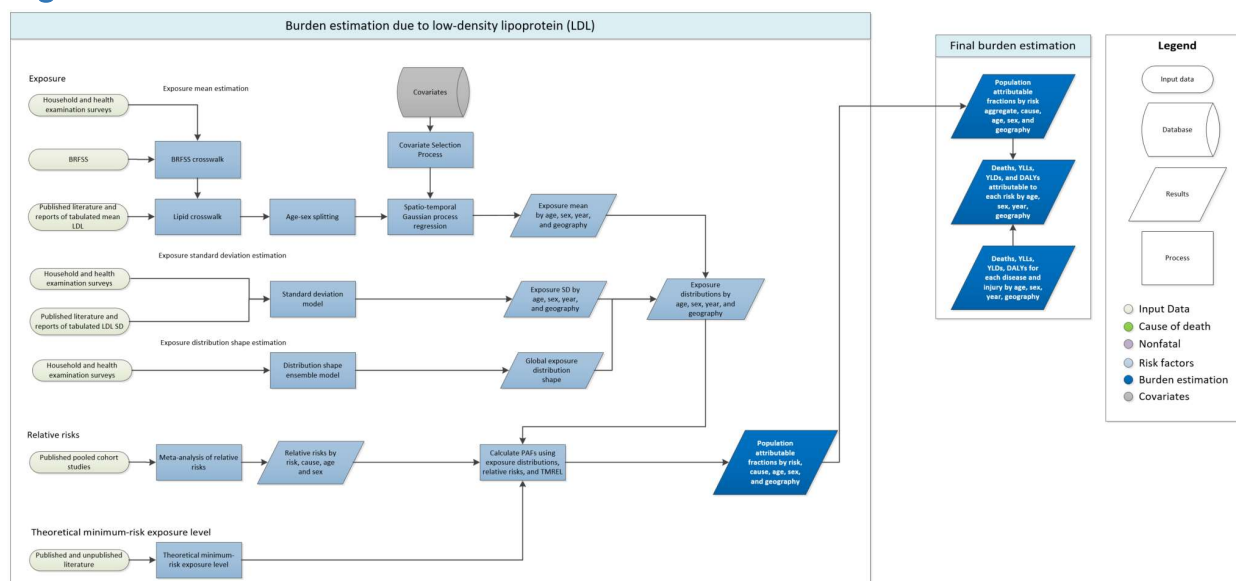 Burden estimation due to low-density lipoprotein (LDL)
Exposure
Exposure mean estimation
Household and health
examination surveys
BRFSS
BRFSS crosswalk
Published literature and
reports of tabulated mean
LDL
Lipid crosswalk
Age-sex splitting
Covariates
Covariate Selection
Process
Spatio-temporal
Gaussian process
regression
Exposure mean
by age, sex, year,
and geography
Exposure standard deviation estimation
Household and health
examination surveys
Published literature and
reports of tabulated LDL SD
Standard deviation
model
Exposure SD by
age, sex, year,
and geography
Exposure
distributions by
age, sex, year, and
geography
Exposure distribution shape estimation
Household and health
examination surveys
Distribution shape
ensemble model
Global exposure
distribution
shape
Relative risks
Published pooled cohort
studies
Meta-analysis of relative
risks
Relative risks by
risk, cause, age
and sex
Calculate PAFs using
exposure distributions,
relative risks, and TMREL
Population
attributable
fractions by risk,
cause, age, sex,
and geography
Theoretical minimum-risk exposure level
Published and unpublished
literature
Theoretical minimum-
risk exposure level
Final burden estimation
Population
attributable
fractions by risk
aggregate, cause,
age, sex, and
geography
Deaths, YLLs,
YLDs, and DALYs
attributable to
each risk by age,
sex, year,
geography
Deaths, YLLs,
YLDs, DALYs for
each disease and
injury by age, sex,
year, geography
Legend
Input data
Database
Results
Process
Input Data
Cause of death
Nonfatal
Risk factors
Burden estimation
Covariates